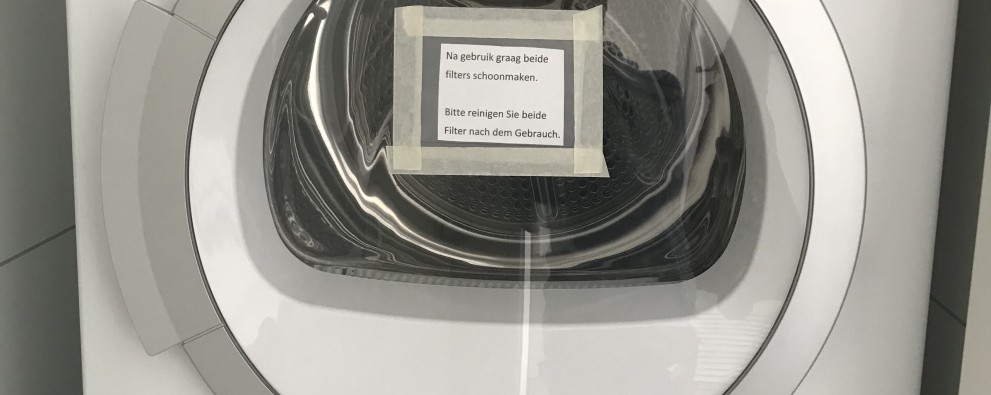 Na gebruik graag beide
filters schoonmaken.
Bitte reinigen Sie beide
Filter nach dem Gebrauch.